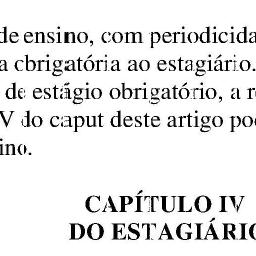 de ensino, com periodicida
a obrigatória ao estagiário.
de estágio obrigatório, a r
V do caput deste artigo po
ino.
CAPÍTULO IV
DO ESTAGIÁRIO